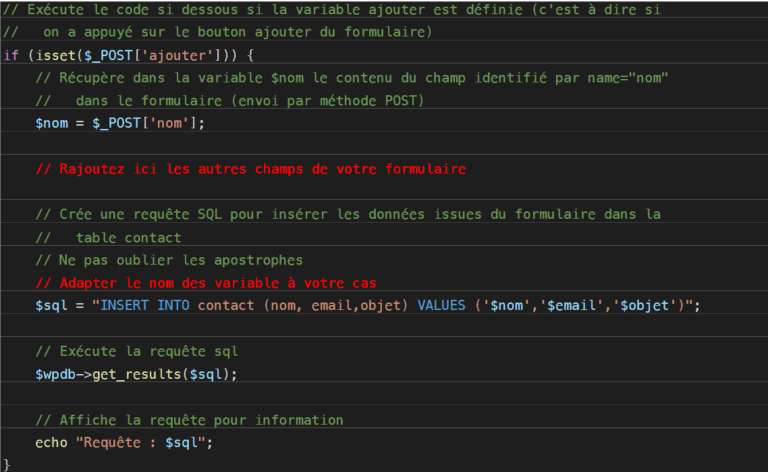 // Exécute le code si dessous si la variable ajouter est définie (c'est à dire si
//   on a appuyé sur le bouton ajouter du formulaire)
if (isset($_POST['ajouter'])) {
    // Récupère dans la variable $nom le contenu du champ identifié par name="nom"
    //   dans le formulaire (envoi par méthode POST)
    $nom = $_POST['nom'];
    // Rajoutez ici les autres champs de votre formulaire
    // Crée une requête SQL pour insérer les données issues du formulaire dans la
    //   table contact
    // Ne pas oublier les apostrophes
    // Adapter le nom des variable à votre cas
    $sql = "INSERT INTO contact (nom, email,objet) VALUES ('$nom','$email','$objet')";
    // Exécute la requête sql
    $wpdb->get_results($sql);
    // Affiche la requête pour information
    echo "Requête : $sql";
}